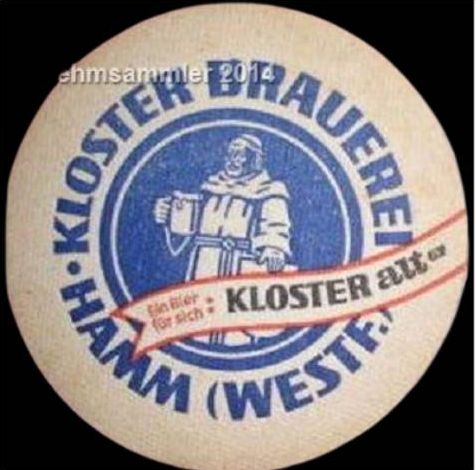 ehmsammler 2014
KLOSTER BRAUEREI
HAMM (WESTF.)
Ein Bier
für sich:
KLOSTER alt